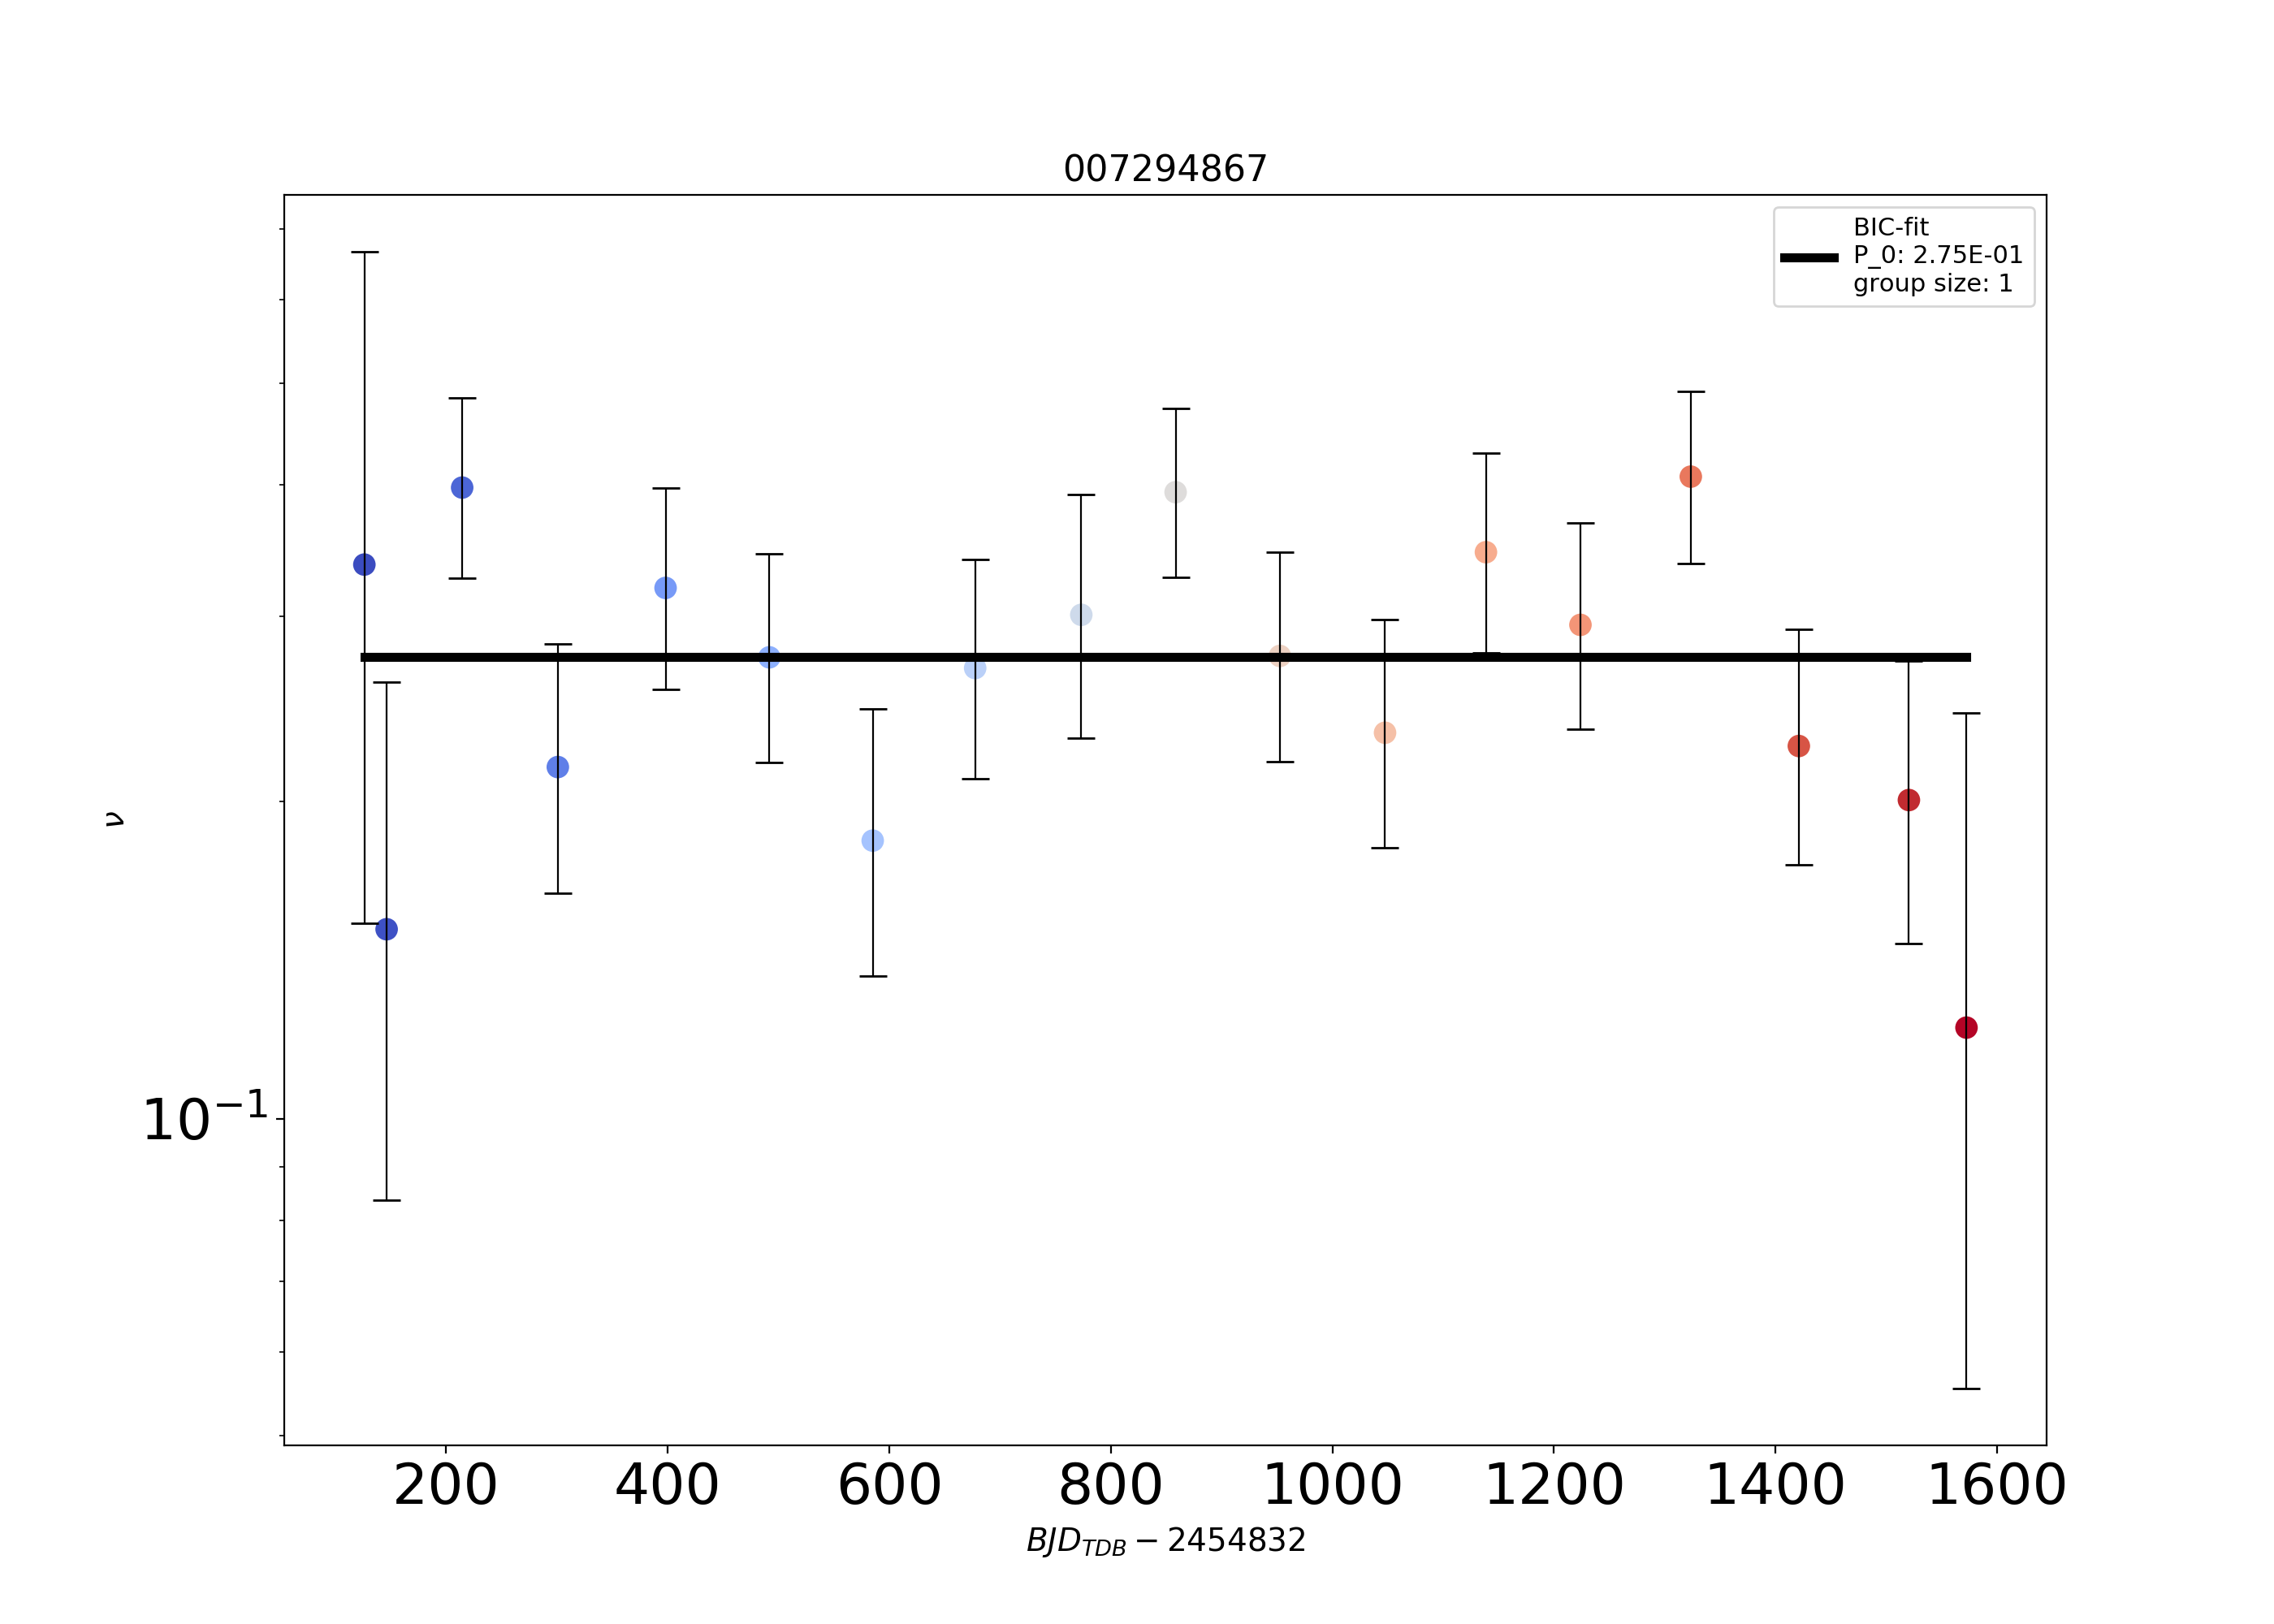 007294867
BIC-fit
P_0: 2.75E-01
group size: 1
ν
10⁻¹
200 400 600 800 1000 1200 1400 1600
BJD_TDB − 2454832